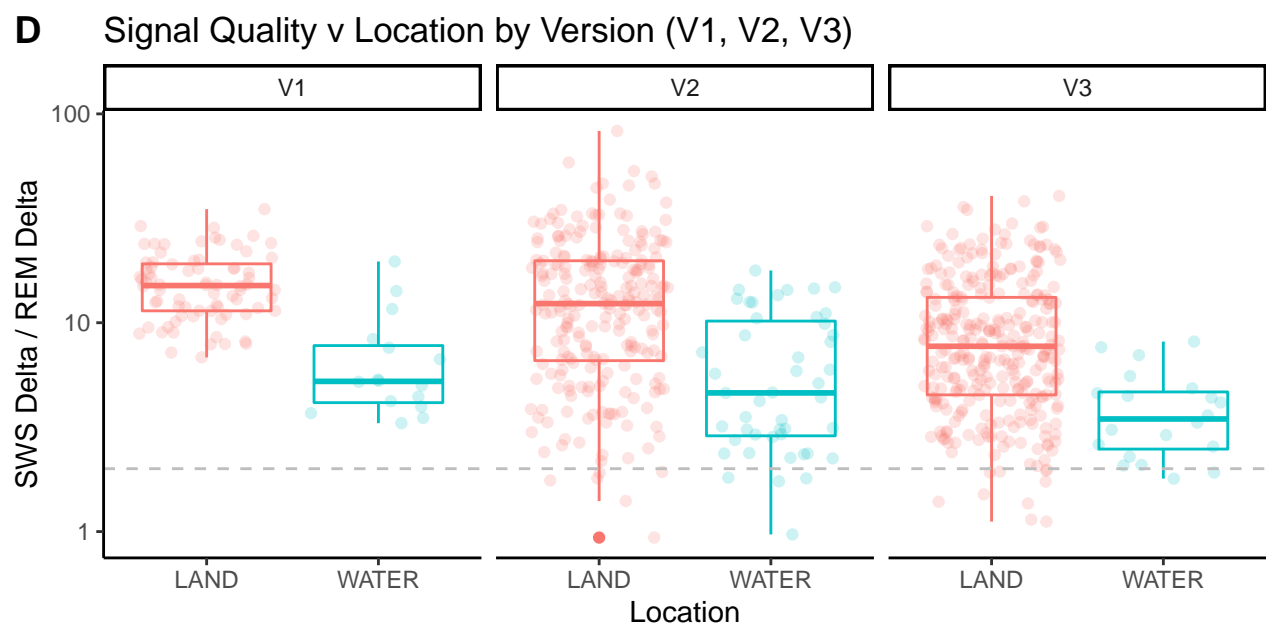 D Signal Quality v Location by Version (V1, V2, V3)
V1 V2 V3
SWS Delta / REM Delta
100
10
1
LAND WATER LAND WATER LAND WATER
Location